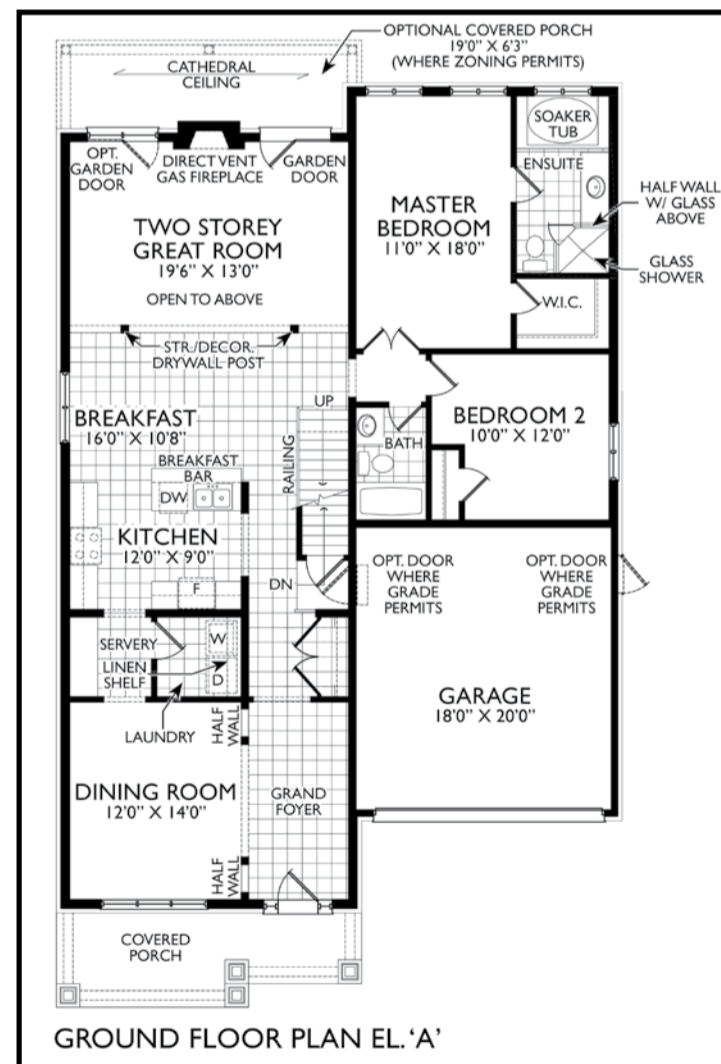 OPTIONAL COVERED PORCH
19'0" X 6'3"
(WHERE ZONING PERMITS)
CATHEDRAL
CEILING
OPT.
GARDEN
DOOR
DIRECT VENT
GAS FIREPLACE
GARDEN
DOOR
SOAKER
TUB
ENSUITE
HALF WALL
W/ GLASS
ABOVE
GLASS
SHOWER
MASTER
BEDROOM
11'0" X 18'0"
W.I.C.
TWO STOREY
GREAT ROOM
19'6" X 13'0"
OPEN TO ABOVE
STR./DECOR.
DRYWALL POST
UP
BREAKFAST
16'0" X 10'8"
RAILING
BATH
BEDROOM 2
10'0" X 12'0"
BREAKFAST
BAR
DW
KITCHEN
12'0" X 9'0"
F
DN
OPT. DOOR
WHERE
GRADE
PERMITS
OPT. DOOR
WHERE
GRADE
PERMITS
SERVERY
LINEN
SHELF
W
D
LAUNDRY
HALF
WALL
GARAGE
18'0" X 20'0"
DINING ROOM
12'0" X 14'0"
GRAND
FOYER
HALF
WALL
COVERED
PORCH
GROUND FLOOR PLAN EL. 'A'